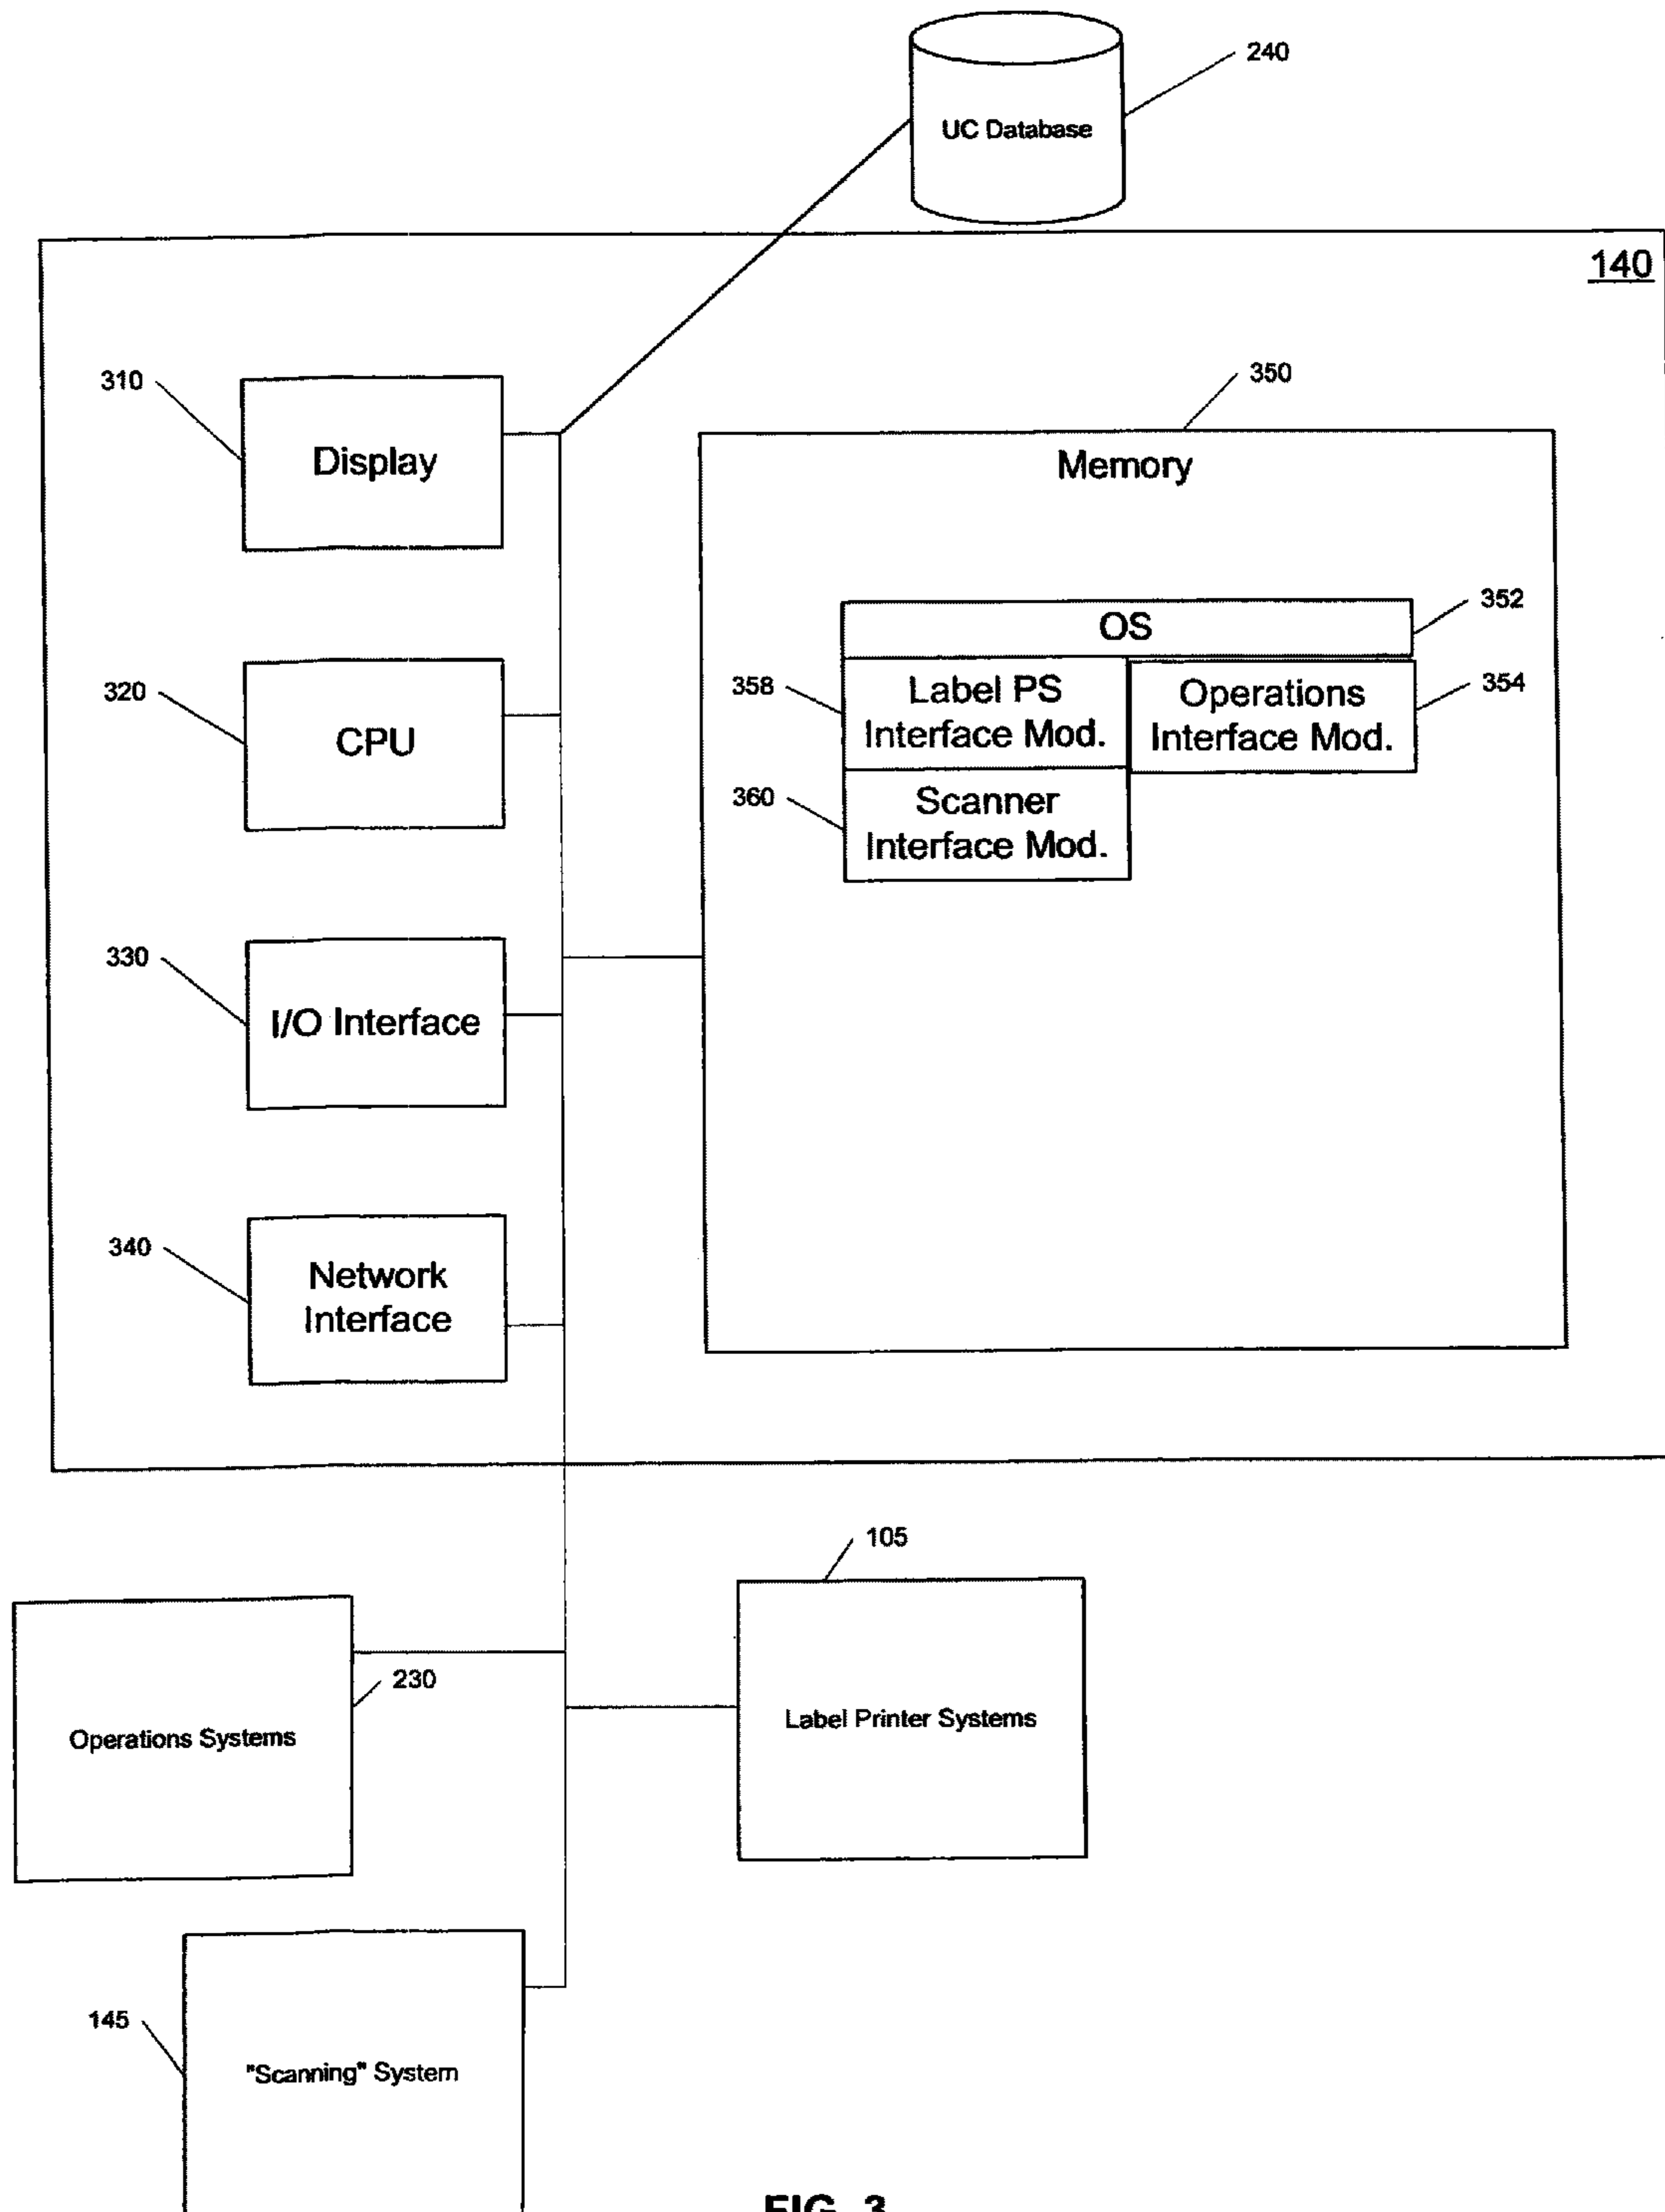 240
UC Database
140
310
Display
350
Memory
352
OS
358
Label PS
Interface Mod.
Operations
Interface Mod.
354
320
CPU
360
Scanner
Interface Mod.
330
I/O Interface
340
Network
Interface
105
230
Operations Systems
Label Printer Systems
145
"Scanning" System
FIG. 3